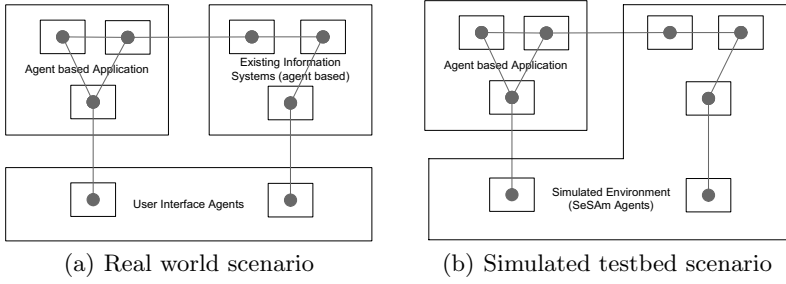 Agent based Application
Existing Information
Systems (agent based)
User Interface Agents
(a) Real world scenario
Agent based Application
Simulated Environment
(SeSAm Agents)
(b) Simulated testbed scenario